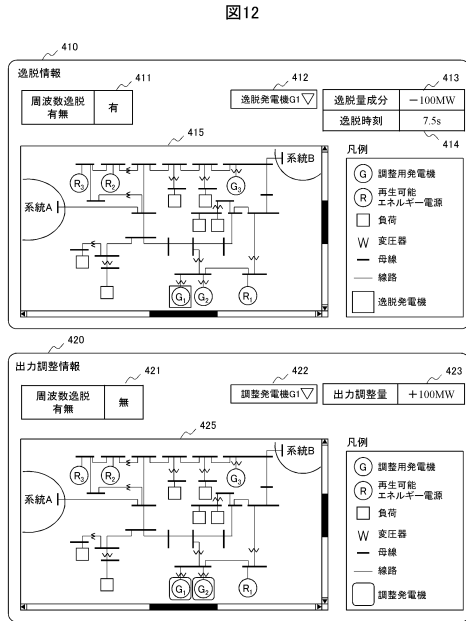 図12
410
逸脱情報
411
周波数逸脱
有無
有
412
逸脱発電機G1▽
413
逸脱量成分
－100MW
逸脱時刻
7.5s
414
415
系統A
系統B
R3
R2
G3
G1
G2
R1
凡例
G 調整用発電機
R 再生可能
エネルギー電源
負荷
変圧器
母線
線路
逸脱発電機
420
出力調整情報
421
周波数逸脱
有無
無
422
調整発電機G1▽
423
出力調整量
＋100MW
425
系統A
系統B
R3
R2
G3
G1
G2
R1
凡例
G 調整用発電機
R 再生可能
エネルギー電源
負荷
変圧器
母線
線路
調整発電機